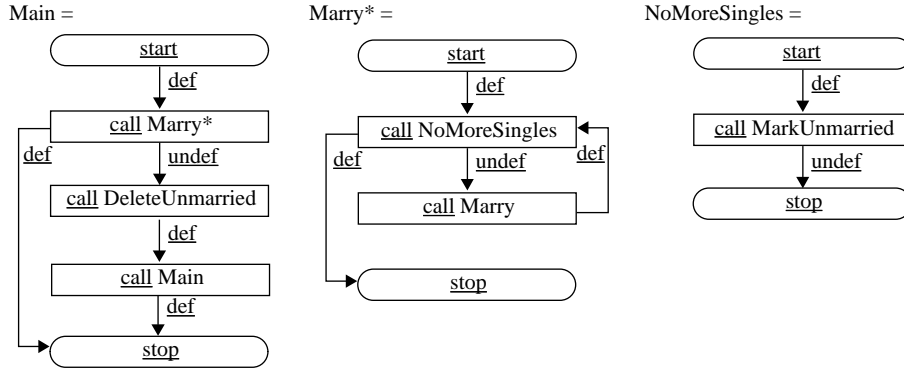 Main =
start
def
call Marry*
def
undef
call DeleteUnmarried
def
call Main
def
stop
Marry* =
start
def
call NoMoreSingles
def
undef
def
call Marry
stop
NoMoreSingles =
start
def
call MarkUnmarried
undef
stop